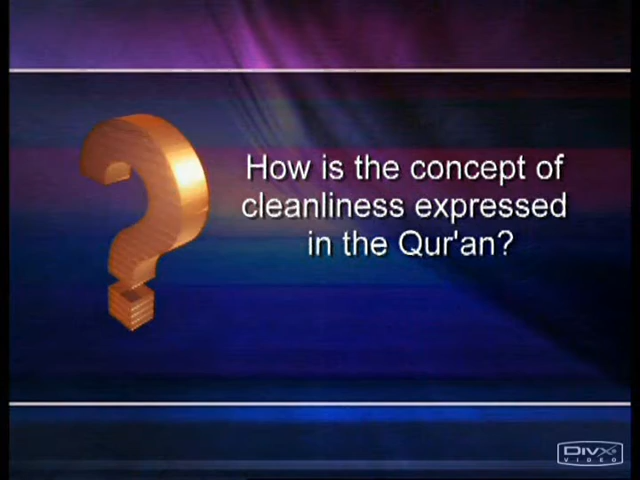 How is the concept of
cleanliness expressed
in the Qur'an?
DivX
VIDEO